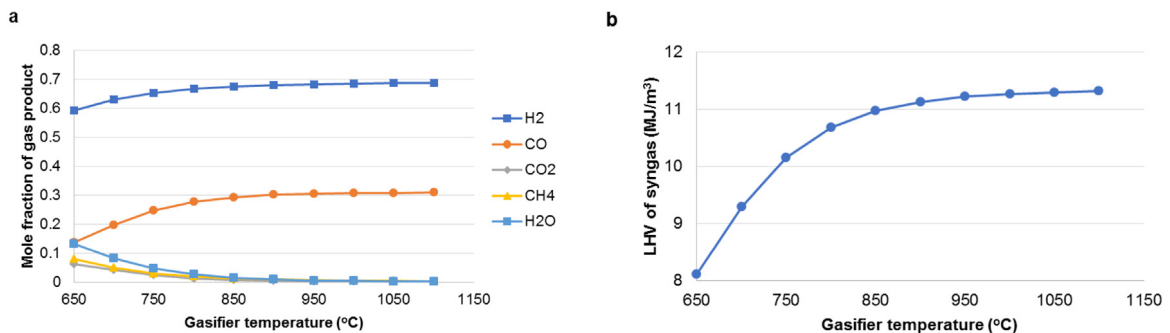 a
0.8
0.7
0.6
0.5
0.4
0.3
0.2
0.1
0
Mole fraction of gas product
650 750 850 950 1050 1150
Gasifier temperature (ºC)
H2
CO
CO2
CH4
H2O
b
12
11
10
9
8
LHV of syngas (MJ/m³)
650 750 850 950 1050 1150
Gasifier temperature (ºC)